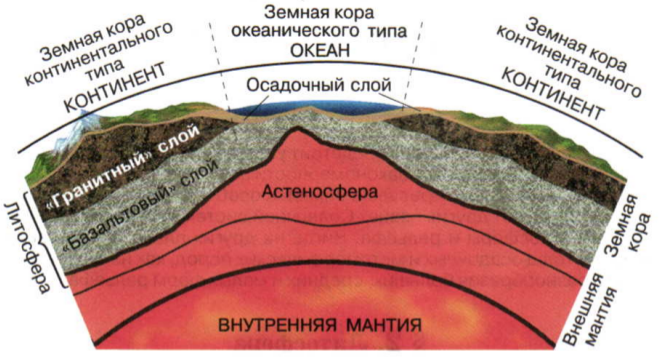 Земная кора
континентального
типа
КОНТИНЕНТ
Земная кора
океанического типа
ОКЕАН
Земная кора
континентального
типа
КОНТИНЕНТ
Осадочный слой
«Гранитный» слой
«Базальтовый» слой
Астеносфера
Литосфера
Земная
кора
Внешняя
мантия
ВНУТРЕННЯЯ МАНТИЯ